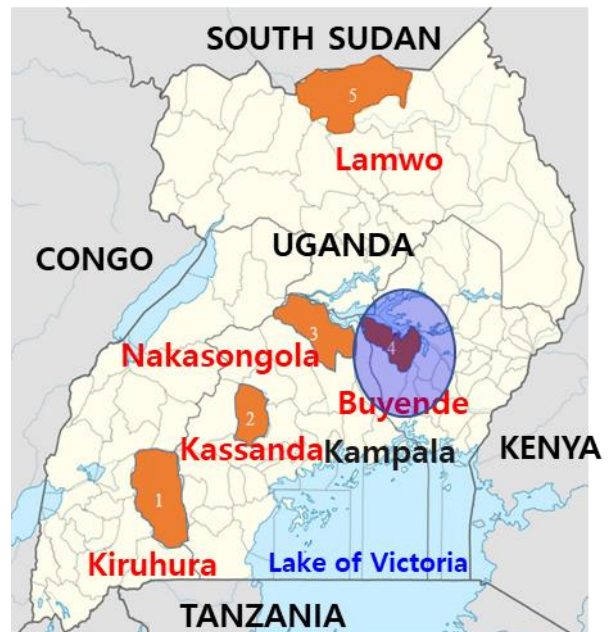 SOUTH SUDAN
5
Lamwo
UGANDA
CONGO
3
4
Nakasongola
Buyende
2
Kassanda
Kampala
KENYA
1
Kiruhura
Lake of Victoria
TANZANIA